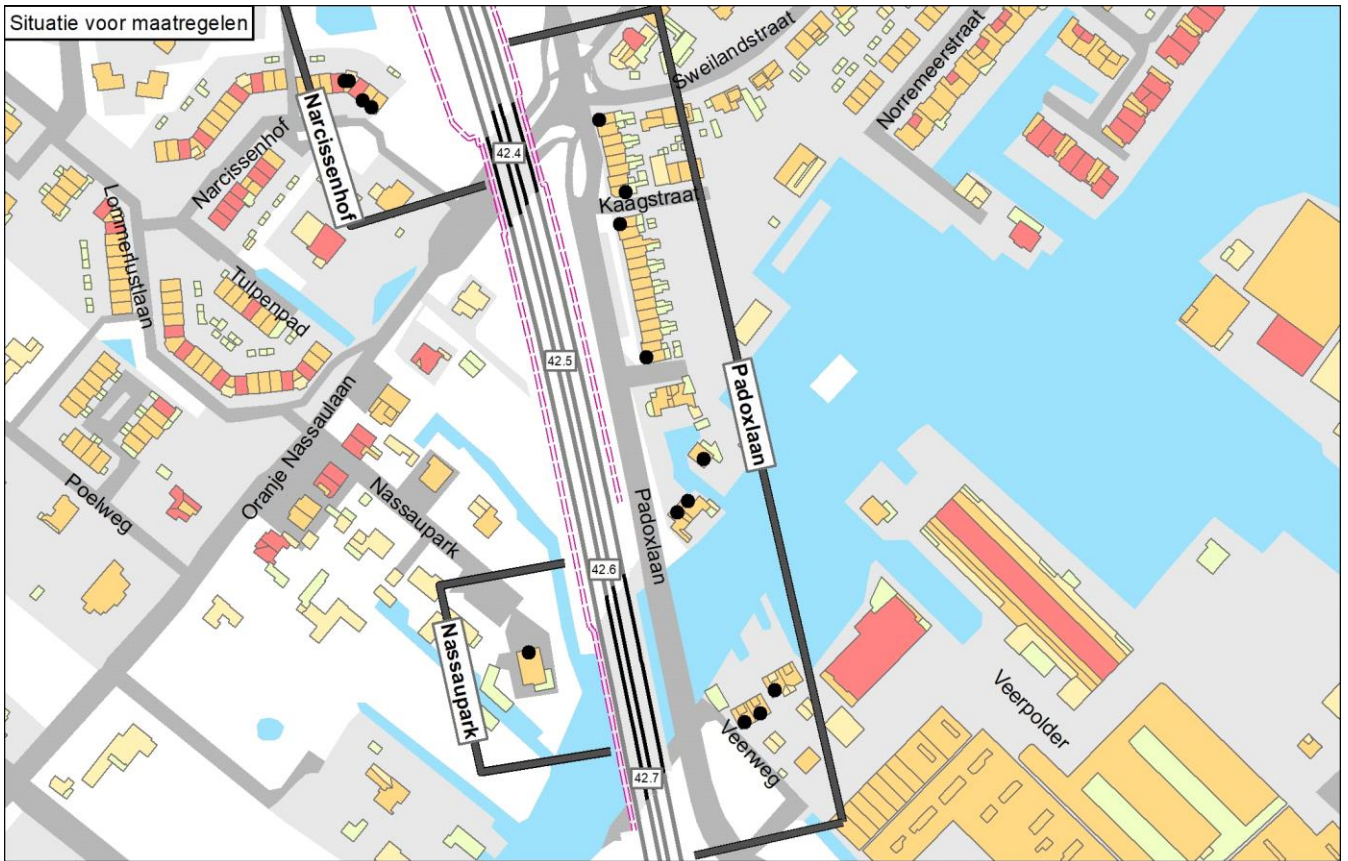 Situatie voor maatregelen
Sweilandstraat
Norremeerstraat
Narcissenhof
Narcissenhof
42.4
Kaagstraat
Lommerlustlaan
Tulpenpad
42.5
Padoxlaan
Oranje Nassaulaan
Poelweg
Nassaupark
Padoxlaan
42.6
Nassaupark
Veerpolder
Veerweg
42.7